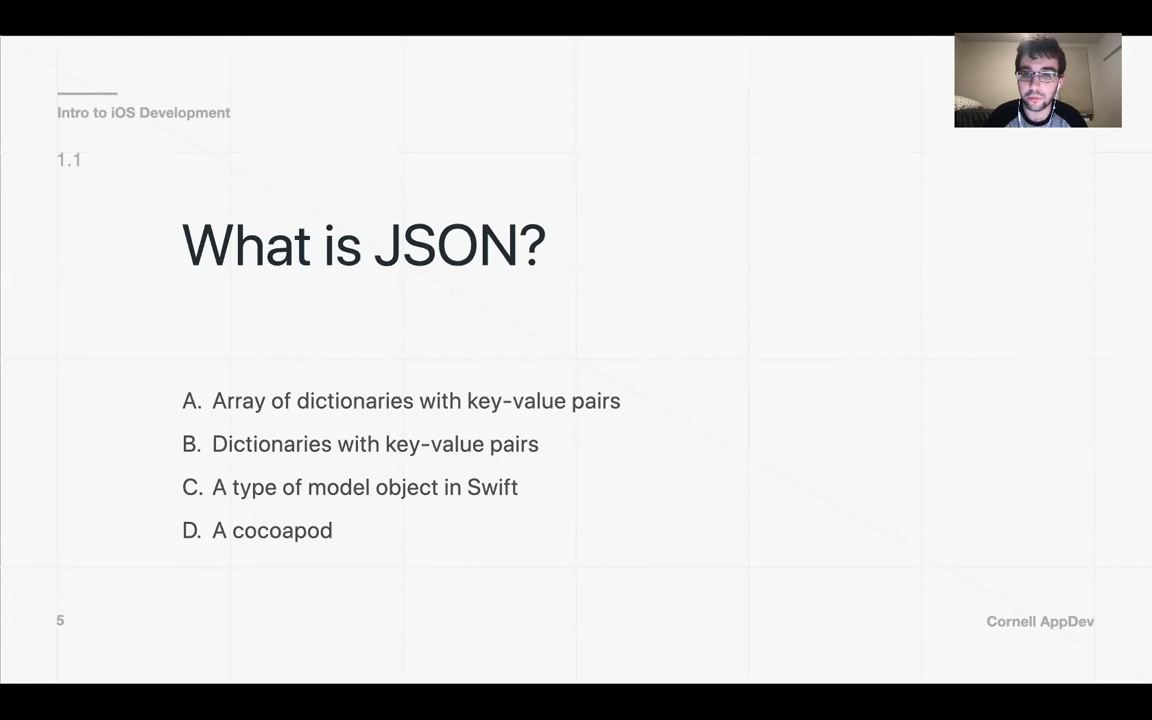 Intro to iOS Development
1.1
What is JSON?
A. Array of dictionaries with key-value pairs
B. Dictionaries with key-value pairs
C. A type of model object in Swift
D. A cocoapod
5
Cornell AppDev